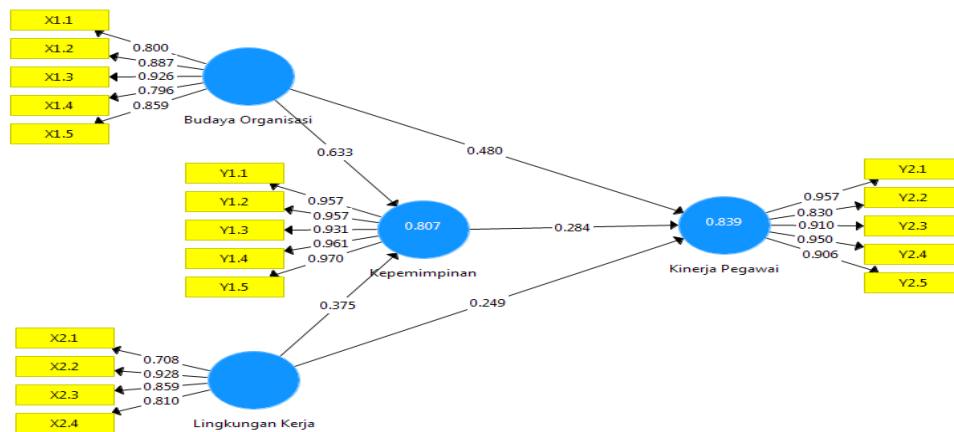 X1.1
X1.2
X1.3
X1.4
X1.5
0.800
0.887
0.926
0.796
0.859
Budaya Organisasi
0.633
0.480
Y1.1
Y1.2
Y1.3
Y1.4
Y1.5
0.957
0.957
0.931
0.961
0.970
0.807
Kepemimpinan
0.284
0.839
Kinerja Pegawai
0.957
0.830
0.910
0.950
0.906
Y2.1
Y2.2
Y2.3
Y2.4
Y2.5
0.375
0.249
X2.1
X2.2
X2.3
X2.4
0.708
0.928
0.859
0.810
Lingkungan Kerja